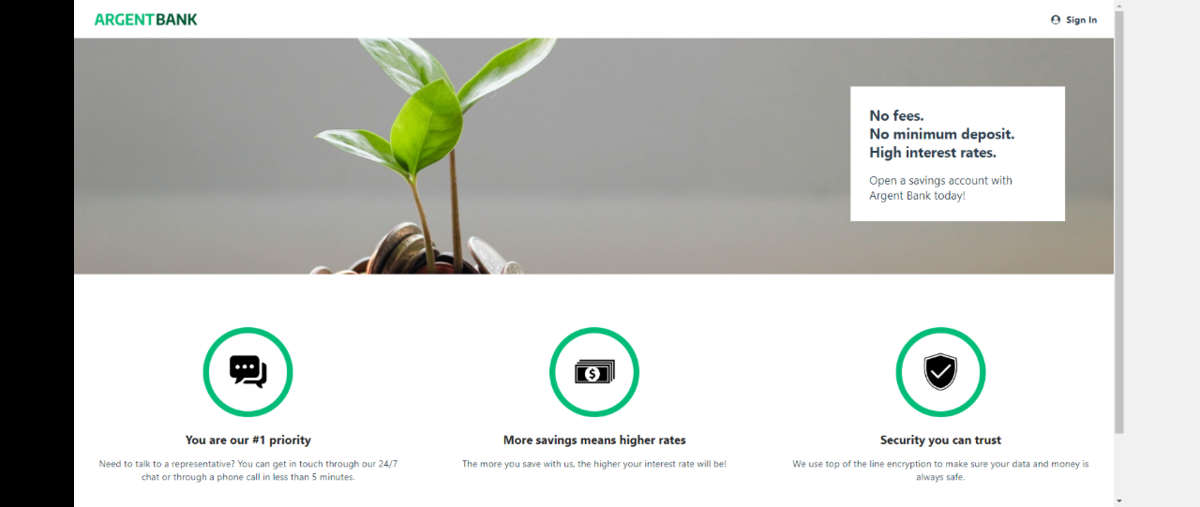 ARGENTBANK
Sign In
No fees.
No minimum deposit.
High interest rates.
Open a savings account with
Argent Bank today!
$
You are our #1 priority
Need to talk to a representative? You can get in touch through our 24/7
chat or through a phone call in less than 5 minutes.
More savings means higher rates
The more you save with us, the higher your interest rate will be!
Security you can trust
We use top of the line encryption to make sure your data and money is
always safe.